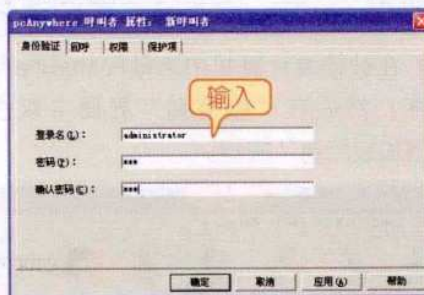 pcAnywhere 呼叫者 属性: 新呼叫者
身份验证 回呼 权限 保护项
输入
登录名(L): administrator
密码(P): ***
确认密码(C): ***
确定 取消 应用(A) 帮助